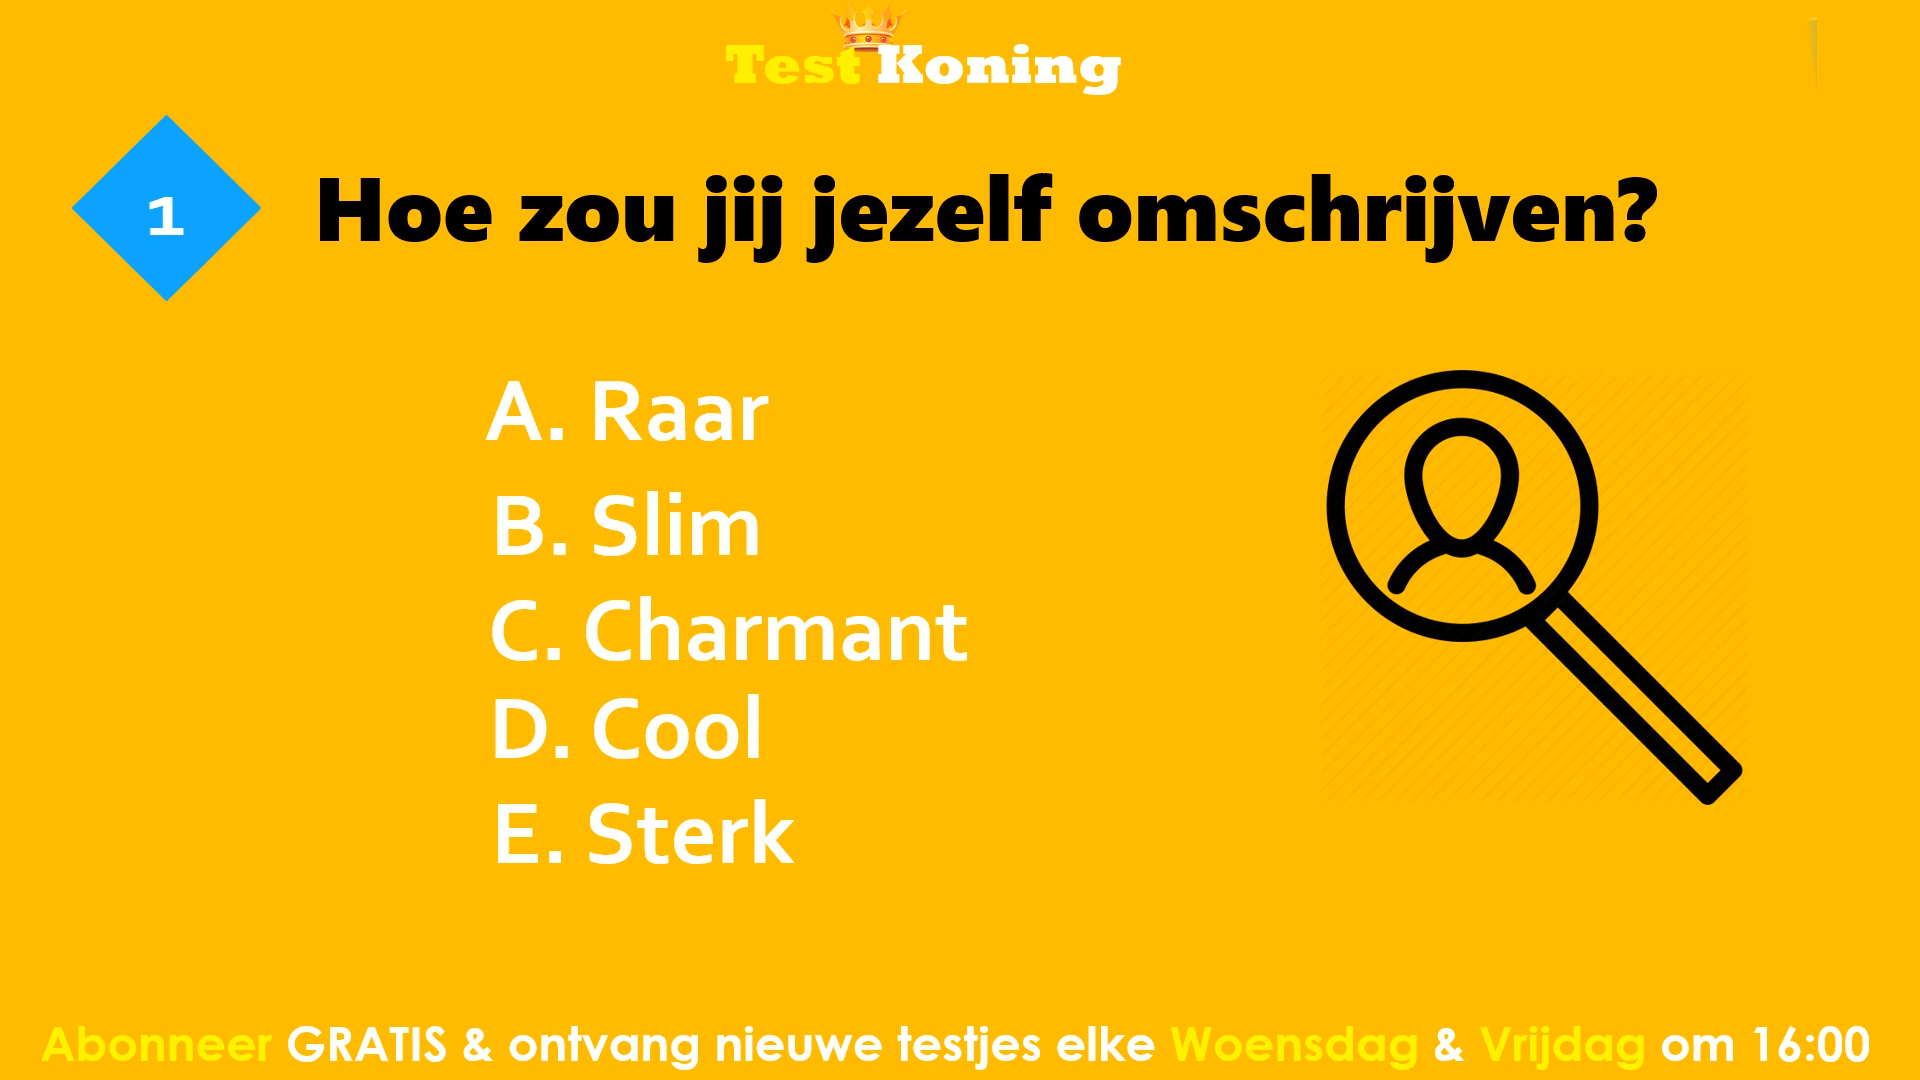 Test Koning
1
Hoe zou jij jezelf omschrijven?
A. Raar
B. Slim
C. Charmant
D. Cool
E. Sterk
Abonneer GRATIS & ontvang nieuwe testjes elke Woensdag & Vrijdag om 16:00